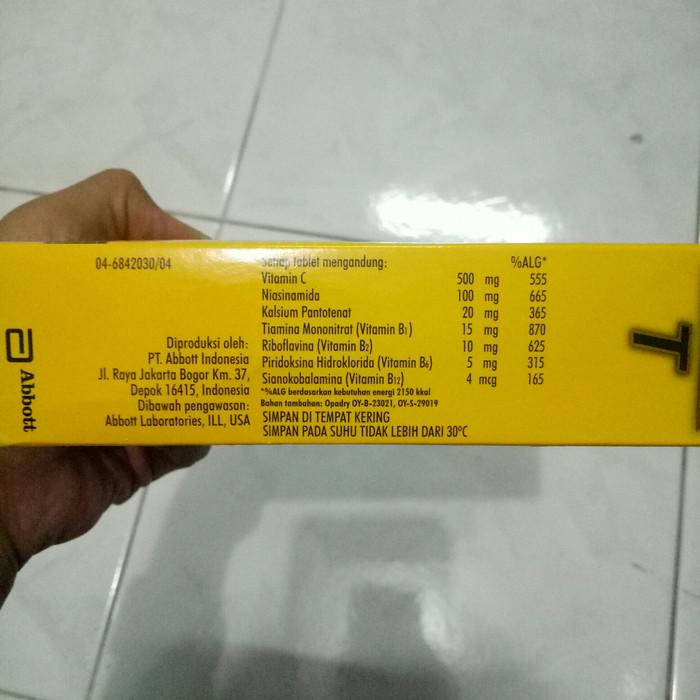 04-6842030/04
Diproduksi oleh:
PT. Abbott Indonesia
Jl. Raya Jakarta Bogor Km. 37,
Depok 16415, Indonesia
Dibawah pengawasan:
Abbott Laboratories, ILL, USA
Abbott
Setiap tablet mengandung: %ALG*
Vitamin C 500 mg 555
Niasinamida 100 mg 665
Kalsium Pantotenat 20 mg 365
Tiamina Mononitrat (Vitamin B1) 15 mg 870
Riboflavina (Vitamin B2) 10 mg 625
Piridoksina Hidroklorida (Vitamin B6) 5 mg 315
Sianokobalamina (Vitamin B12) 4 mcg 165
*%ALG berdasarkan kebutuhan energi 2150 kkal
Bahan tambahan: Opadry OY-B-23021, OY-S-29019
SIMPAN DI TEMPAT KERING
SIMPAN PADA SUHU TIDAK LEBIH DARI 30°C
T